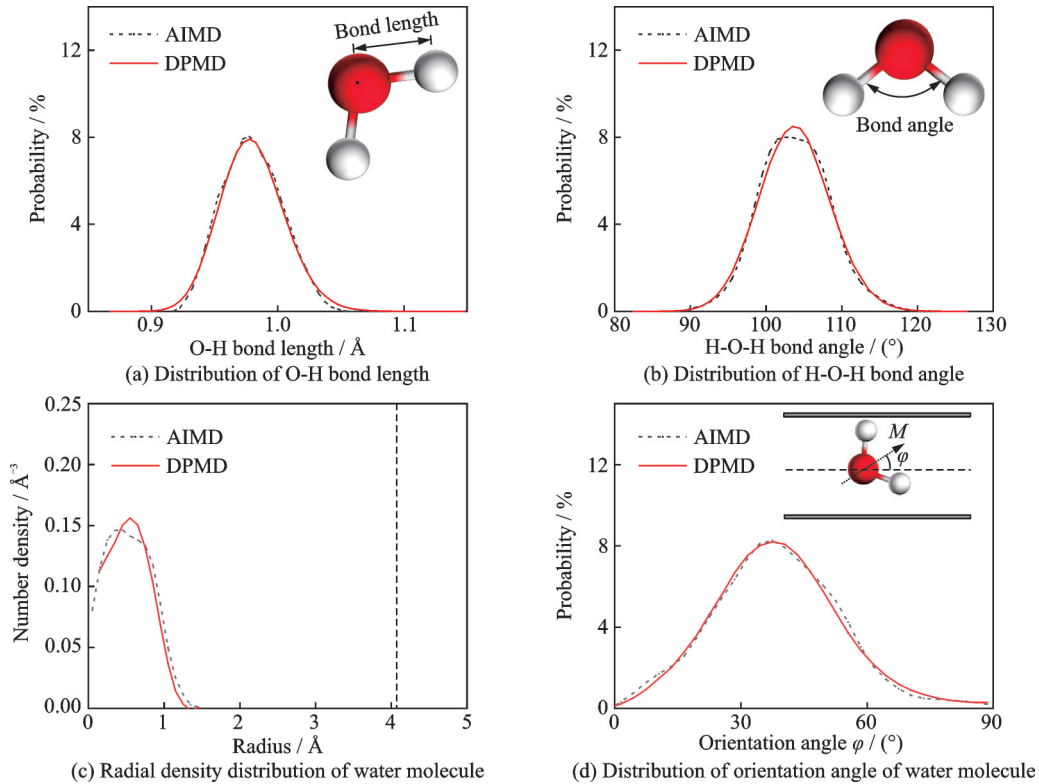 AIMD
DPMD
Bond length
12
8
4
0
Probability / %
0.9 1.0 1.1
O-H bond length / Å
(a) Distribution of O-H bond length
AIMD
DPMD
Bond angle
12
8
4
0
Probability / %
80 90 100 110 120 130
H-O-H bond angle / (°)
(b) Distribution of H-O-H bond angle
0.25
0.20
0.15
0.10
0.05
0.00
Number density / Å⁻³
AIMD
DPMD
0 1 2 3 4 5
Radius / Å
(c) Radial density distribution of water molecule
AIMD
DPMD
M
φ
12
8
4
0
Probability / %
0 30 60 90
Orientation angle φ / (°)
(d) Distribution of orientation angle of water molecule